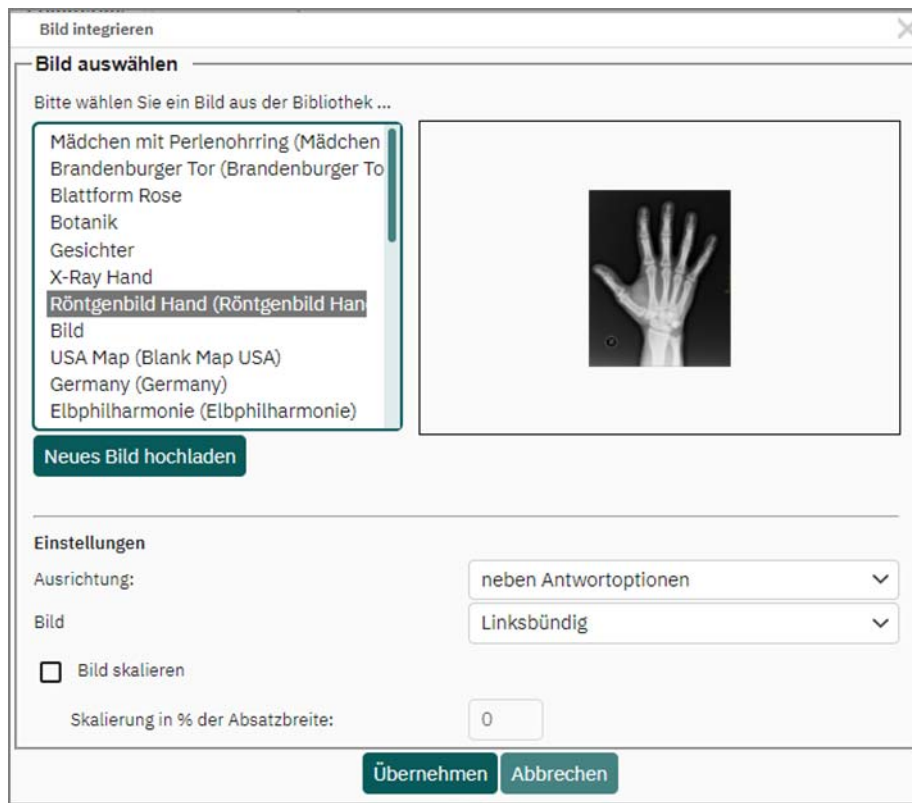 Bild integrieren
Bild auswählen
Bitte wählen Sie ein Bild aus der Bibliothek ...
Mädchen mit Perlenohrring (Mädchen
Brandenburger Tor (Brandenburger To
Blattform Rose
Botanik
Gesichter
X-Ray Hand
Röntgenbild Hand (Röntgenbild Han
Bild
USA Map (Blank Map USA)
Germany (Germany)
Elbphilharmonie (Elbphilharmonie)
Neues Bild hochladen
Einstellungen
Ausrichtung: neben Antwortoptionen
Bild Linksbündig
Bild skalieren
Skalierung in % der Absatzbreite: 0
Übernehmen Abbrechen